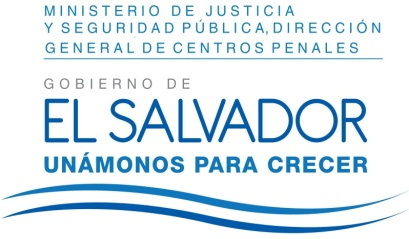 MINISTERIO DE JUSTICIA
Y SEGURIDAD PÚBLICA, DIRECCIÓN
GENERAL DE CENTROS PENALES
GOBIERNO DE
EL SALVADOR
UNÁMONOS PARA CRECER